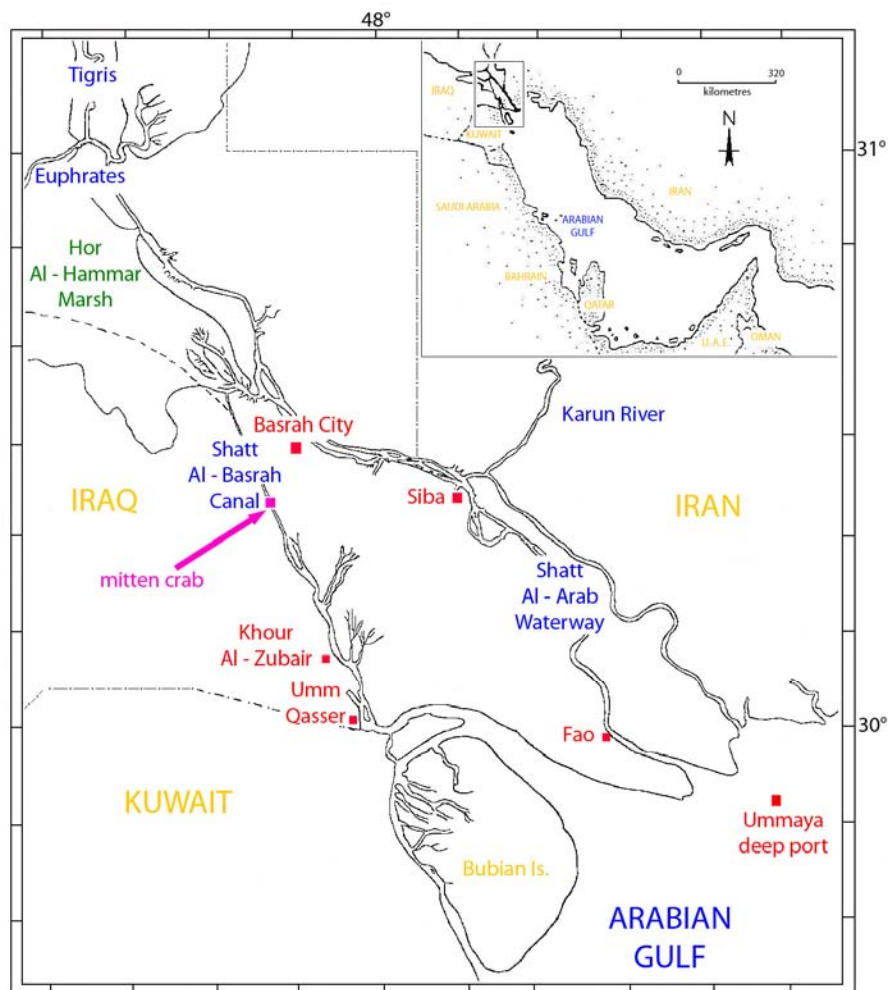 48°
Tigris
Euphrates
Hor
Al - Hammar
Marsh
IRAQ
KUWAIT
SAUDI ARABIA
BAHRAIN
QATAR
U.A.E.
OMAN
IRAN
ARABIAN
GULF
0 320
kilometres
N
31°
Karun River
Basrah City
Shatt
Al - Basrah
Canal
Siba
IRAQ
IRAN
mitten crab
Shatt
Al - Arab
Waterway
Khour
Al - Zubair
Umm
Qasser
Fao
30°
KUWAIT
Ummaya
deep port
Bubian Is.
ARABIAN
GULF